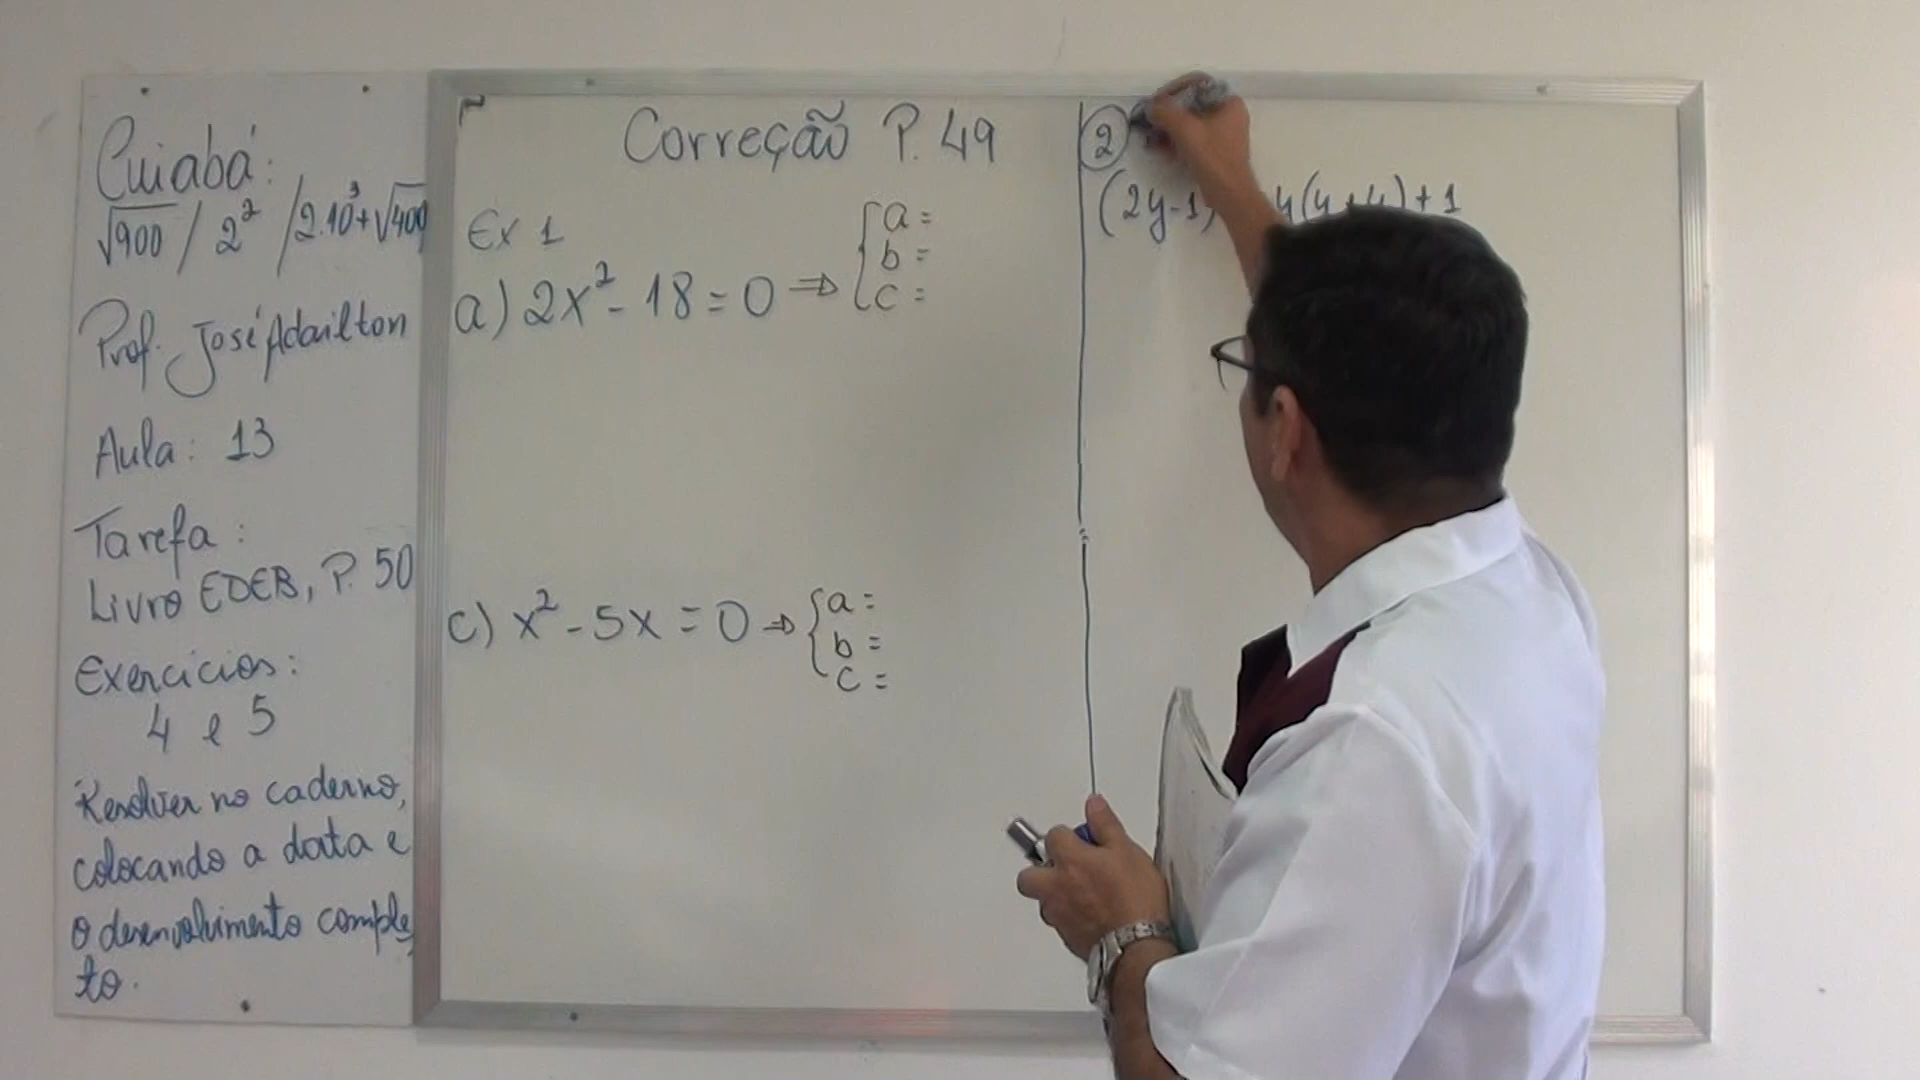 Cuiabá:
√900 / 2² / 2.10³+√400
Prof. José Adailton
Aula: 13
Tarefa:
Livro EDEB, P. 50
Exercícios:
4 e 5
Resolver no caderno,
colocando a data e
o desenvolvimento comple
to.
Correção P. 49
Ex 1
a) 2x² - 18 = 0 ⇒ { a =
b =
c =
c) x² - 5x = 0 ⇒ { a =
b =
c =
2
(2y-1) y(y+4) + 1